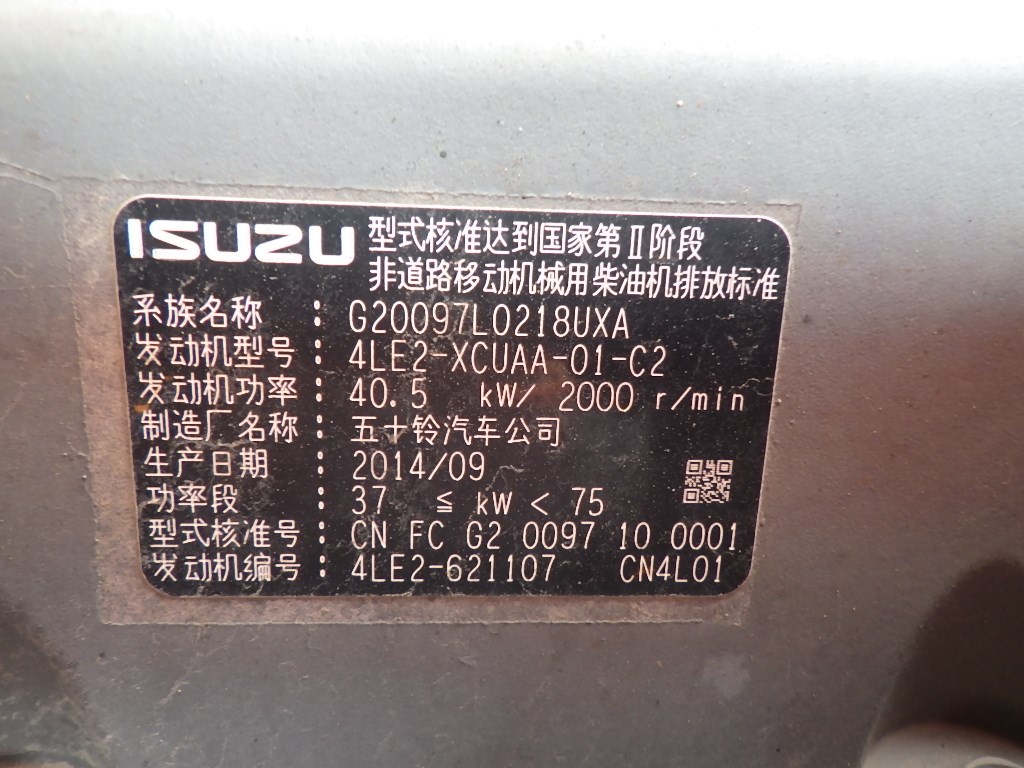 ISUZU 型式核准达到国家第Ⅱ阶段
非道路移动机械用柴油机排放标准
系族名称 : G20097L0218UXA
发动机型号 : 4LE2-XCUAA-01-C2
发动机功率 : 40.5 kW/ 2000 r/min
制造厂名称 : 五十铃汽车公司
生产日期 : 2014/09
功率段 : 37 ≦ kW < 75
型式核准号 : CN FC G2 0097 10 0001
发动机编号 : 4LE2-621107 CN4L01